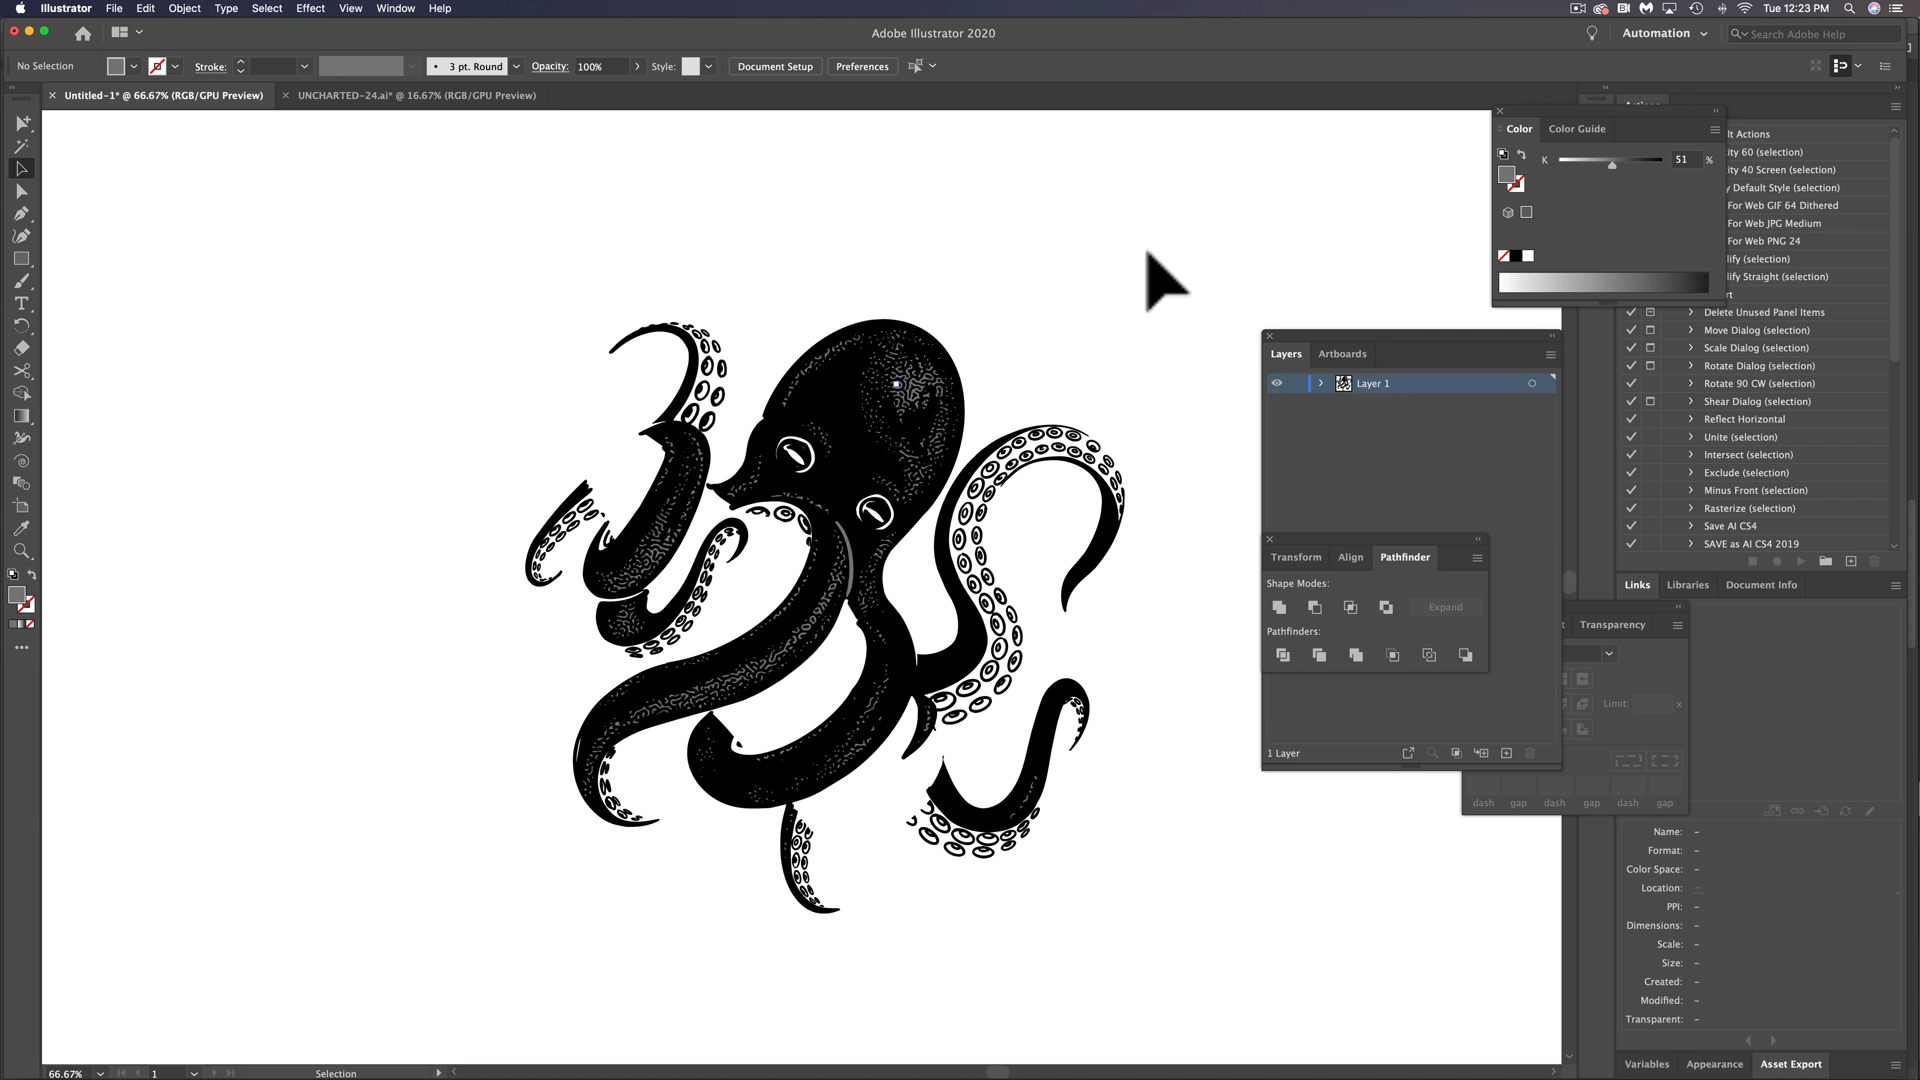 Illustrator File Edit Object Type Select Effect View Window Help
Tue 12:23 PM
Adobe Illustrator 2020
Automation
Search Adobe Help
No Selection
Stroke:
3 pt. Round
Opacity: 100%
Style:
Document Setup
Preferences
Untitled-1* @ 66.67% (RGB/GPU Preview)
UNCHARTED-24.ai* @ 16.67% (RGB/GPU Preview)
Color
Color Guide
K
51 %
lt Actions
ity 60 (selection)
ity 40 Screen (selection)
y Default Style (selection)
For Web GIF 64 Dithered
For Web JPG Medium
For Web PNG 24
lify (selection)
lify Straight (selection)
rt
Delete Unused Panel Items
Move Dialog (selection)
Scale Dialog (selection)
Rotate Dialog (selection)
Rotate 90 CW (selection)
Shear Dialog (selection)
Reflect Horizontal
Unite (selection)
Intersect (selection)
Exclude (selection)
Minus Front (selection)
Rasterize (selection)
Save AI CS4
SAVE as AI CS4 2019
Layers Artboards
Layer 1
Transform Align Pathfinder
Shape Modes:
Expand
Pathfinders:
1 Layer
Links Libraries Document Info
t Transparency
Limit: x
dash gap dash gap dash gap
Name: –
Format: –
Color Space: –
Location: –
PPI: –
Dimensions: –
Scale: –
Size: –
Created: –
Modified: –
Transparent: –
Variables Appearance Asset Export
66.67%
1
Selection